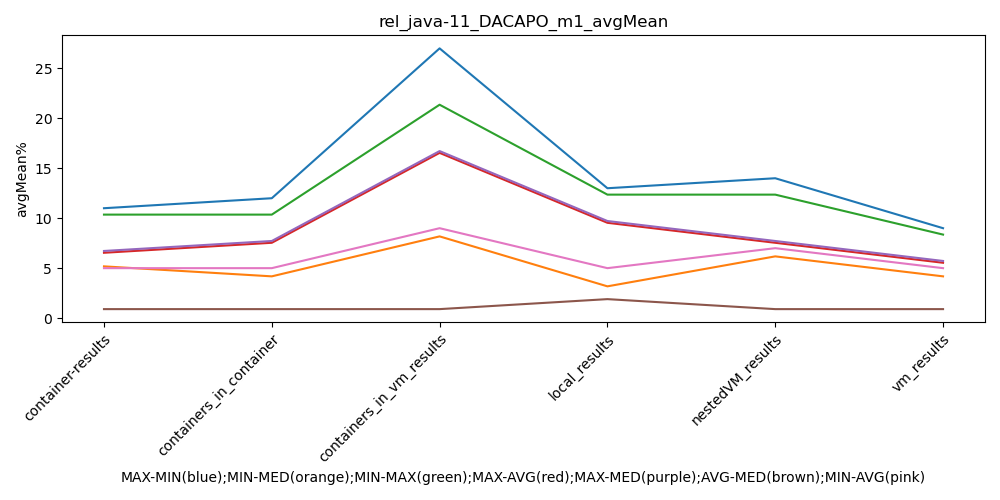 rel_java-11_DACAPO_m1_avgMean
avgMean%
25
20
15
10
5
0
container-results
containers_in_container
containers_in_vm_results
local_results
nestedVM_results
vm_results
MAX-MIN(blue);MIN-MED(orange);MIN-MAX(green);MAX-AVG(red);MAX-MED(purple);AVG-MED(brown);MIN-AVG(pink)